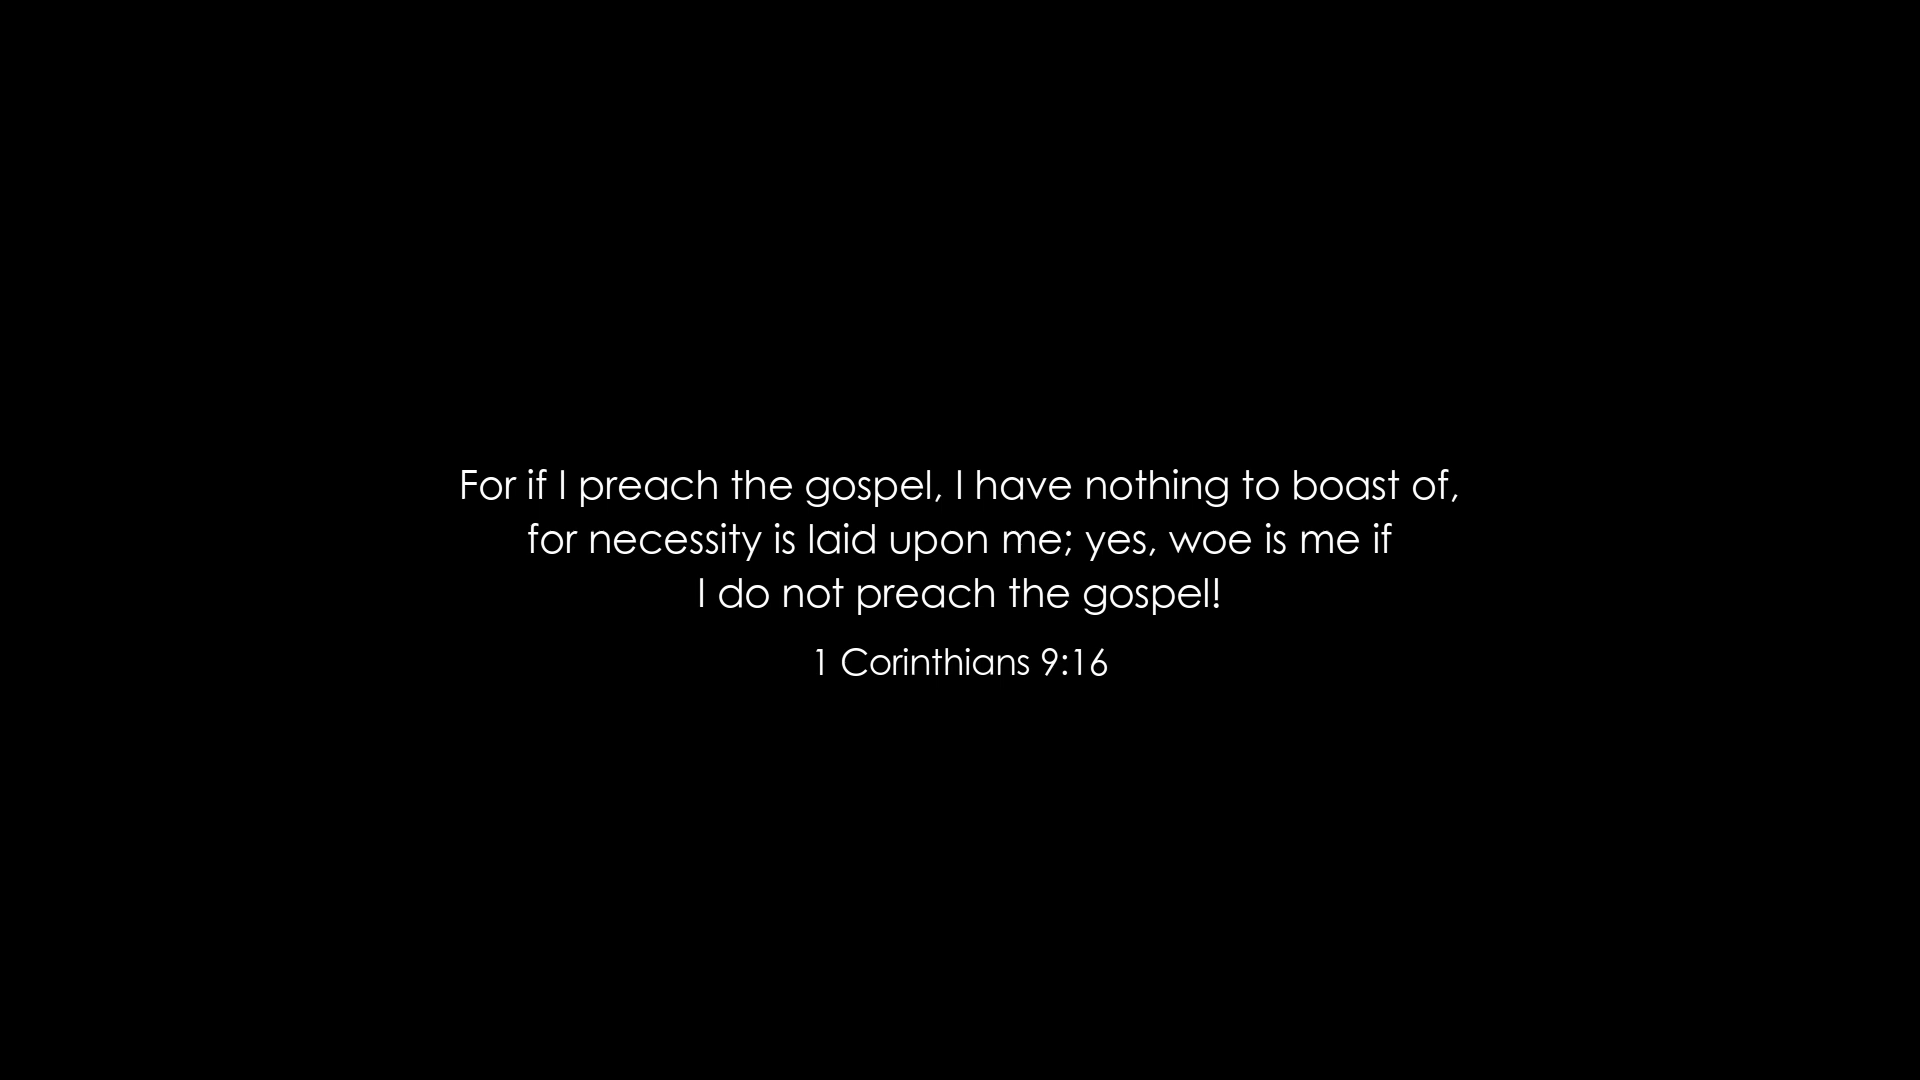 For if I preach the gospel, I have nothing to boast of,
for necessity is laid upon me; yes, woe is me if
I do not preach the gospel!
1 Corinthians 9:16